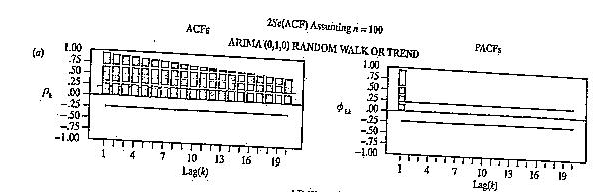 2Se(ACF) Assuming n = 100
ACFs
PACFs
ARIMA (0,1,0) RANDOM WALK OR TREND
(a)
1.00
.75
.50
.25
.00
-.25
-.50
-.75
-1.00
ρk
1 4 7 10 13 16 19
Lag(k)
1.00
.75
.50
.25
.00
-.25
-.50
-.75
-1.00
ϕkk
1 4 7 10 13 16 19
Lag(k)